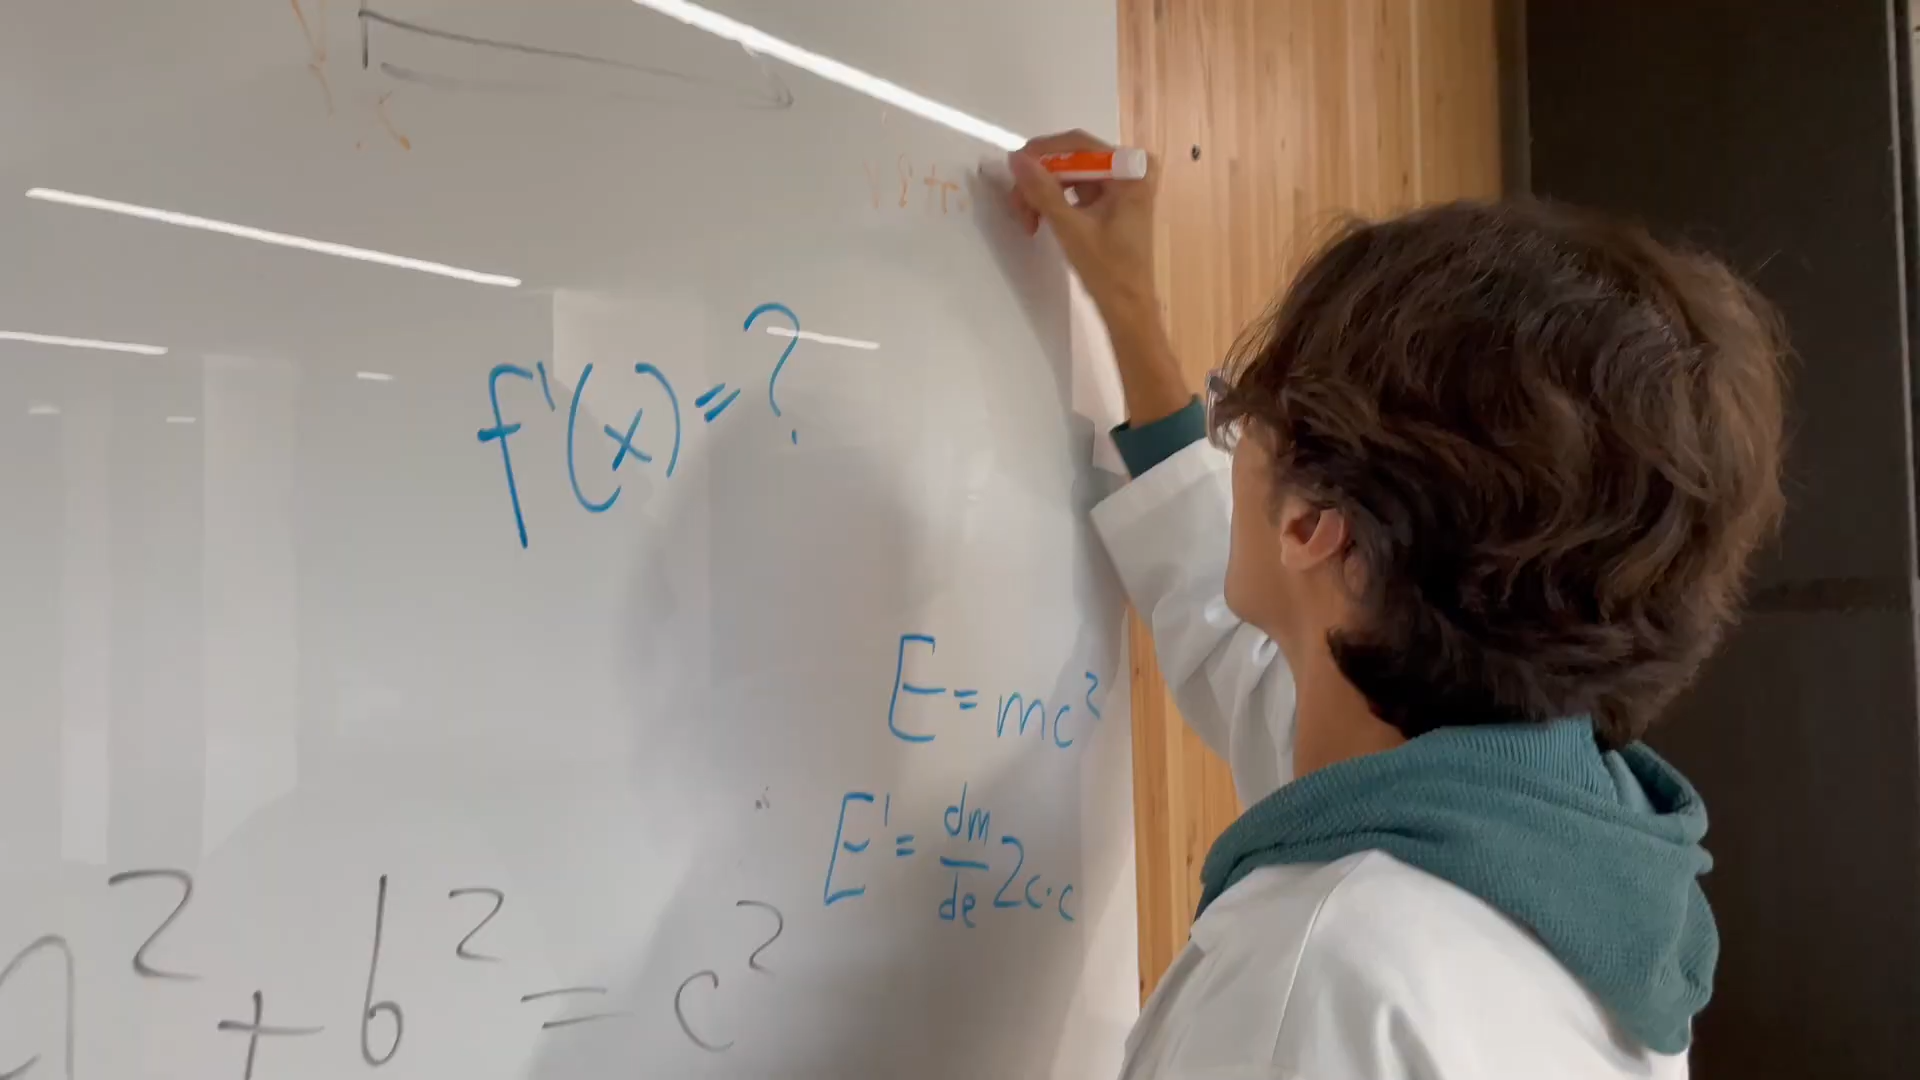 f'(x)=?
E=mc²
E'=dm/de 2c·c
a²+b²=c²